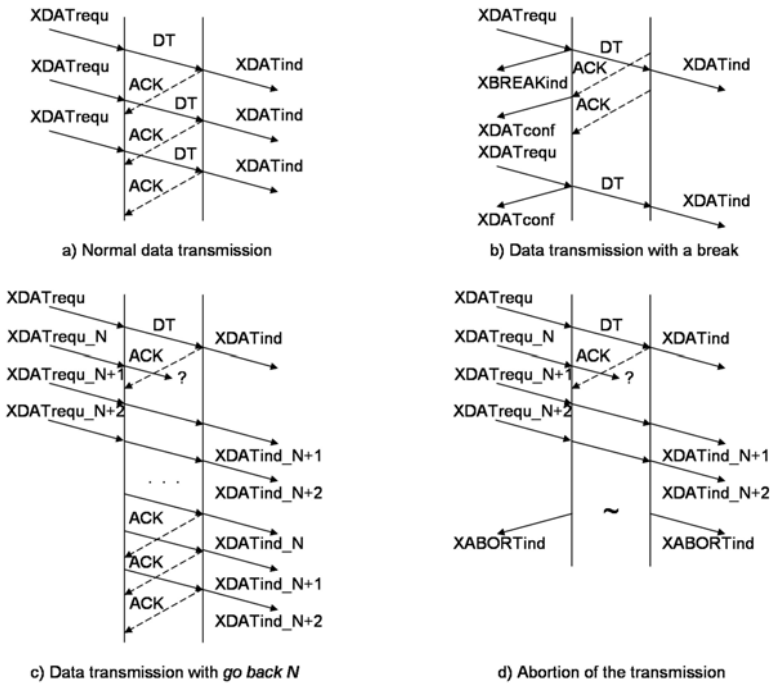 XDATrequ
DT
XDATrequ
XDATind
ACK
DT
XDATrequ
XDATind
ACK
DT
XDATind
ACK
a) Normal data transmission
XDATrequ
DT
ACK
XDATind
XBREAKind
ACK
XDATconf
XDATrequ
DT
XDATind
XDATconf
b) Data transmission with a break
XDATrequ
DT
XDATrequ_N
XDATind
ACK
XDATrequ_N+1
?
XDATrequ_N+2
XDATind_N+1
. . .
XDATind_N+2
ACK
XDATind_N
ACK
XDATind_N+1
ACK
XDATind_N+2
c) Data transmission with go back N
XDATrequ
DT
XDATrequ_N
XDATind
ACK
XDATrequ_N+1
?
XDATrequ_N+2
XDATind_N+1
XDATind_N+2
~
XABORTind
XABORTind
d) Abortion of the transmission